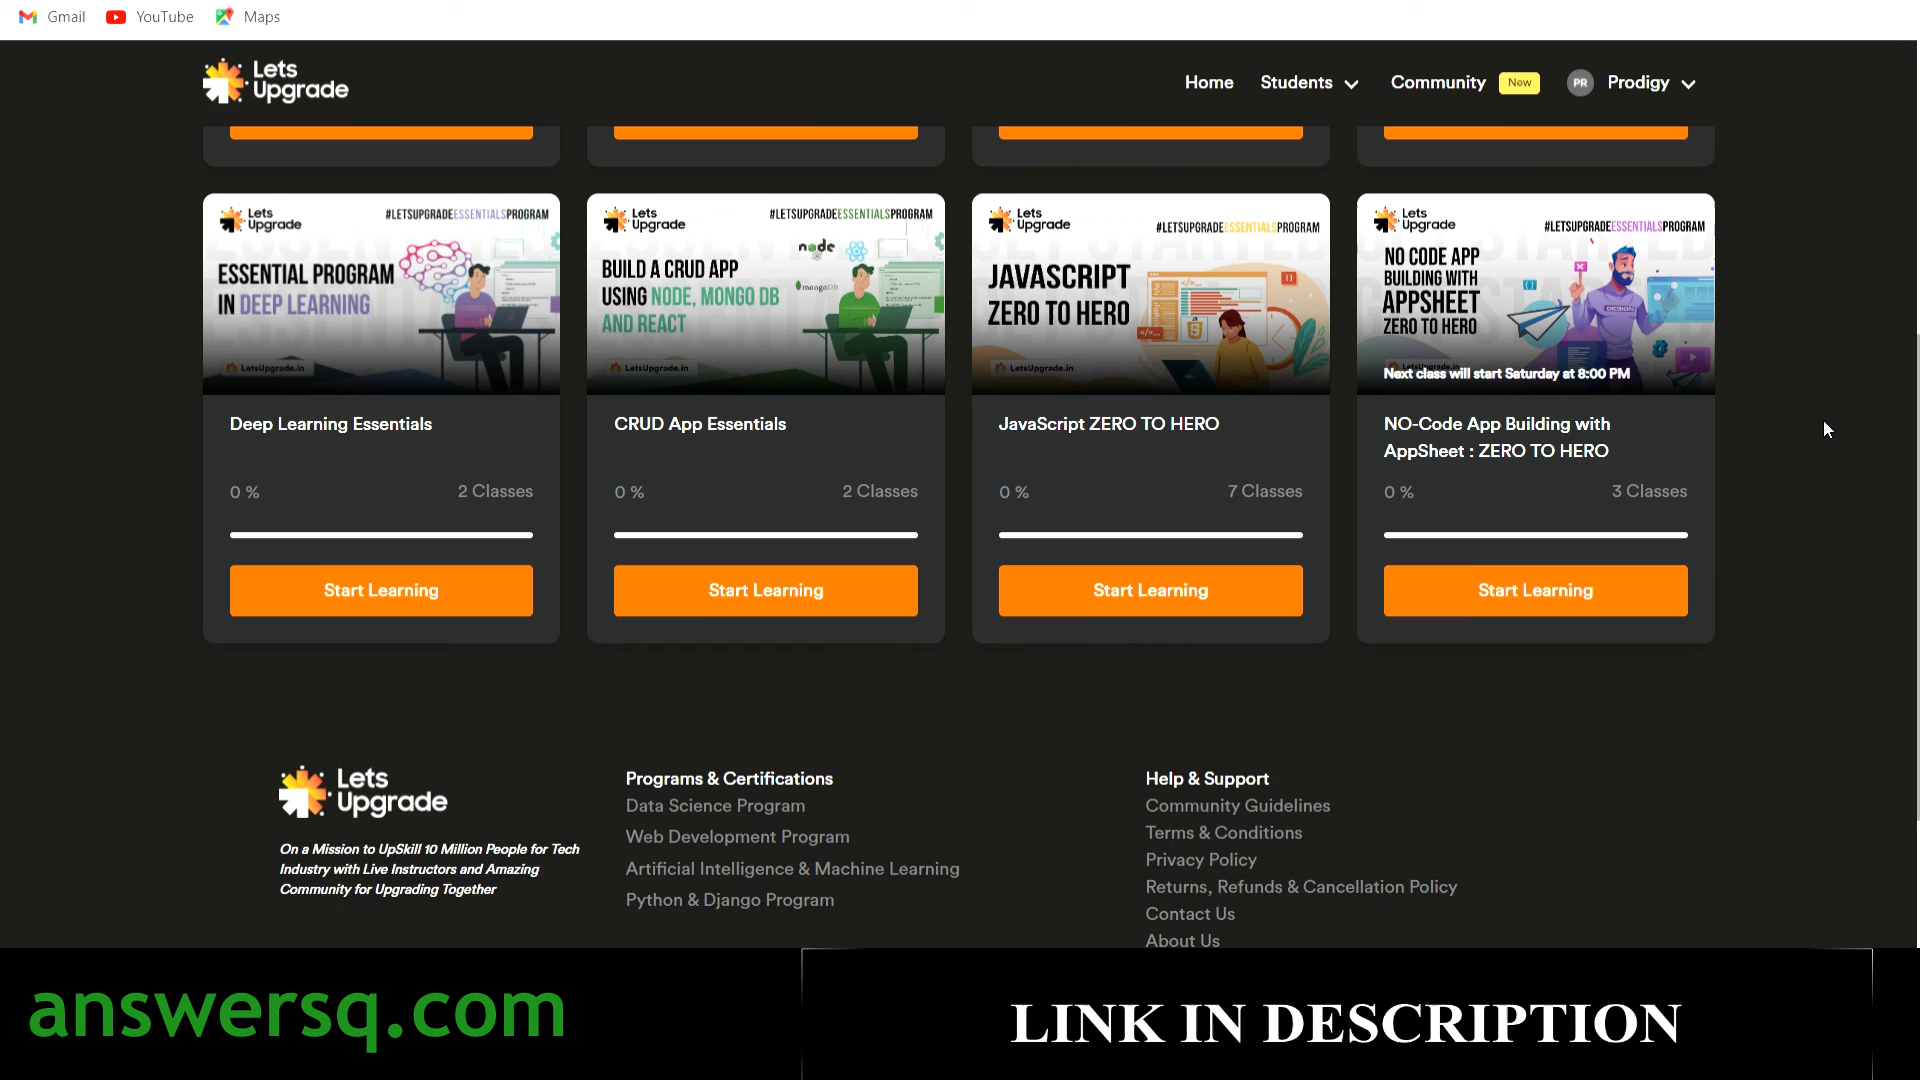 Gmail YouTube Maps
Lets
Upgrade
Home Students Community New PR Prodigy
Lets
Upgrade
#LETSUPGRADEESSENTIALSPROGRAM
ESSENTIAL PROGRAM
IN DEEP LEARNING
LetsUpgrade.in
Lets
Upgrade
#LETSUPGRADEESSENTIALSPROGRAM
node
BUILD A CRUD APP
USING NODE, MONGO DB
AND REACT
mongoDB
LetsUpgrade.in
Lets
Upgrade
#LETSUPGRADEESSENTIALSPROGRAM
JAVASCRIPT
ZERO TO HERO
LetsUpgrade.in
Lets
Upgrade
#LETSUPGRADEESSENTIALSPROGRAM
NO CODE APP
BUILDING WITH
APPSHEET
ZERO TO HERO
DESIGN
Next class will start Saturday at 8:00 PM
Deep Learning Essentials
0 % 2 Classes
Start Learning
CRUD App Essentials
0 % 2 Classes
Start Learning
JavaScript ZERO TO HERO
0 % 7 Classes
Start Learning
NO-Code App Building with
AppSheet : ZERO TO HERO
0 % 3 Classes
Start Learning
Lets
Upgrade
On a Mission to UpSkill 10 Million People for Tech
Industry with Live Instructors and Amazing
Community for Upgrading Together
Programs & Certifications
Data Science Program
Web Development Program
Artificial Intelligence & Machine Learning
Python & Django Program
Help & Support
Community Guidelines
Terms & Conditions
Privacy Policy
Returns, Refunds & Cancellation Policy
Contact Us
About Us
answersq.com
LINK IN DESCRIPTION